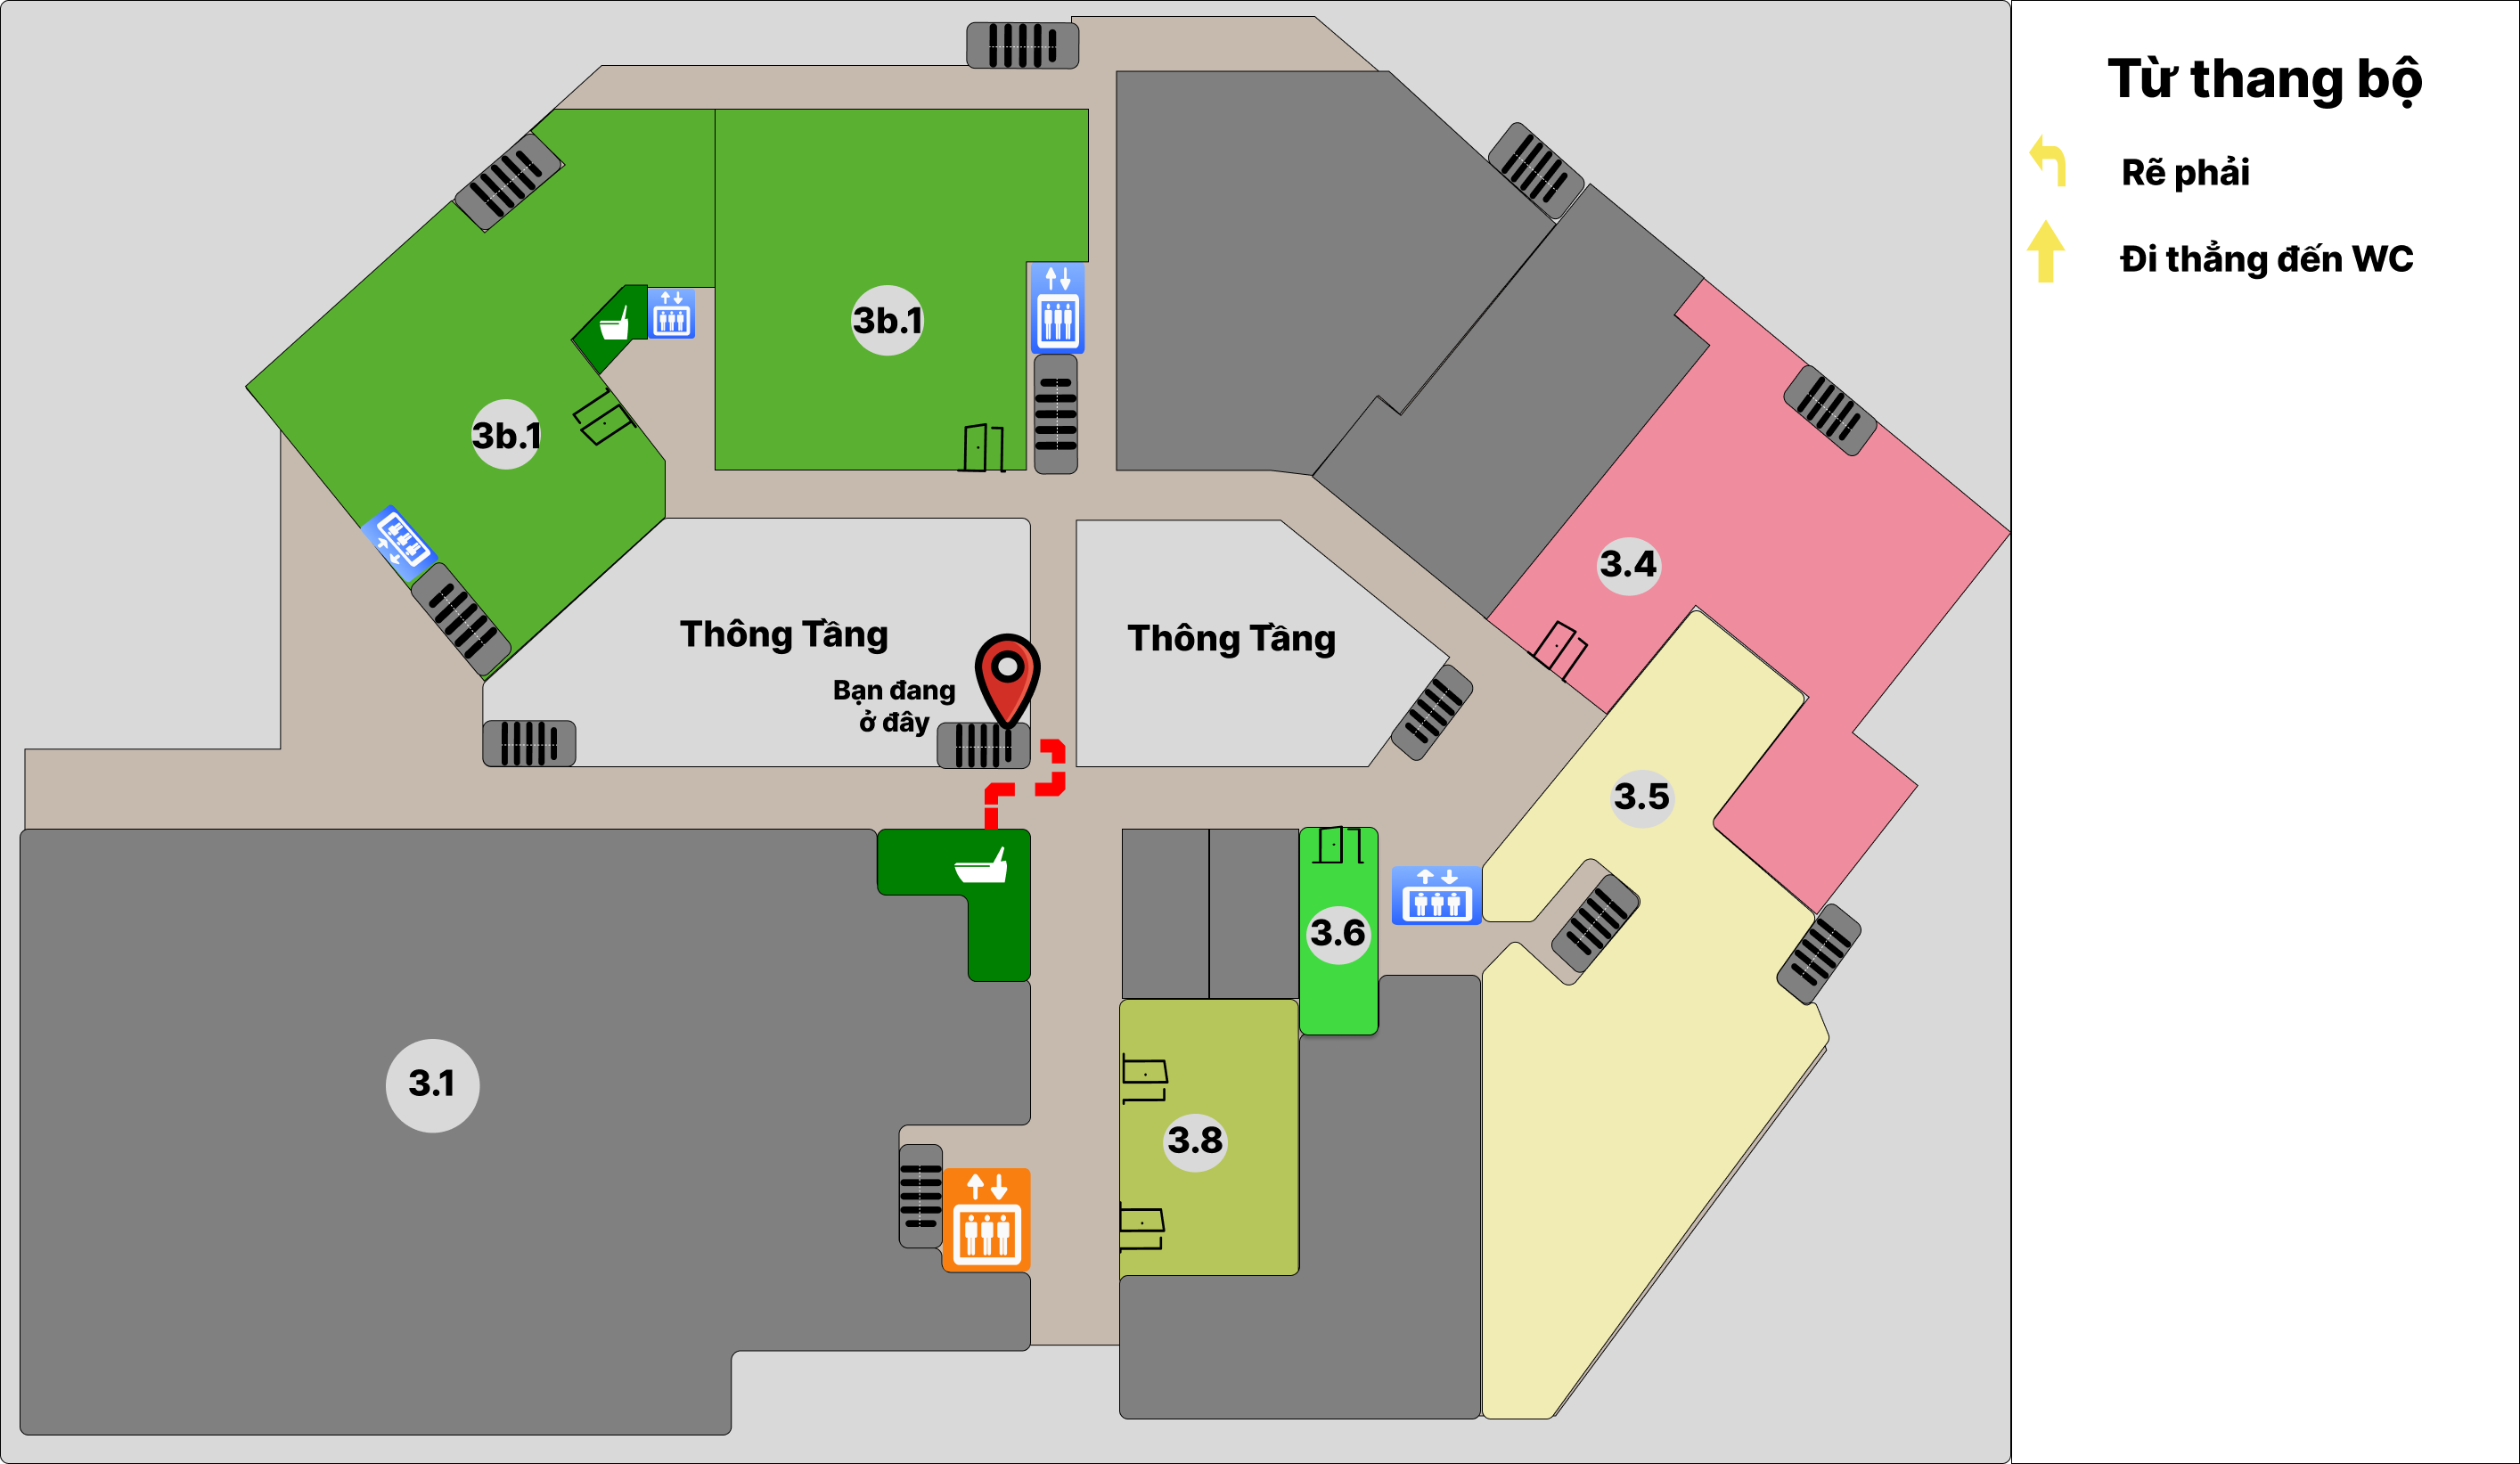 Từ thang bộ
Rẽ phải
Đi thẳng đến WC
3b.1
3b.1
3.4
Thông Tầng
Thông Tầng
Bạn đang
ở đây
3.5
3.6
3.1
3.8